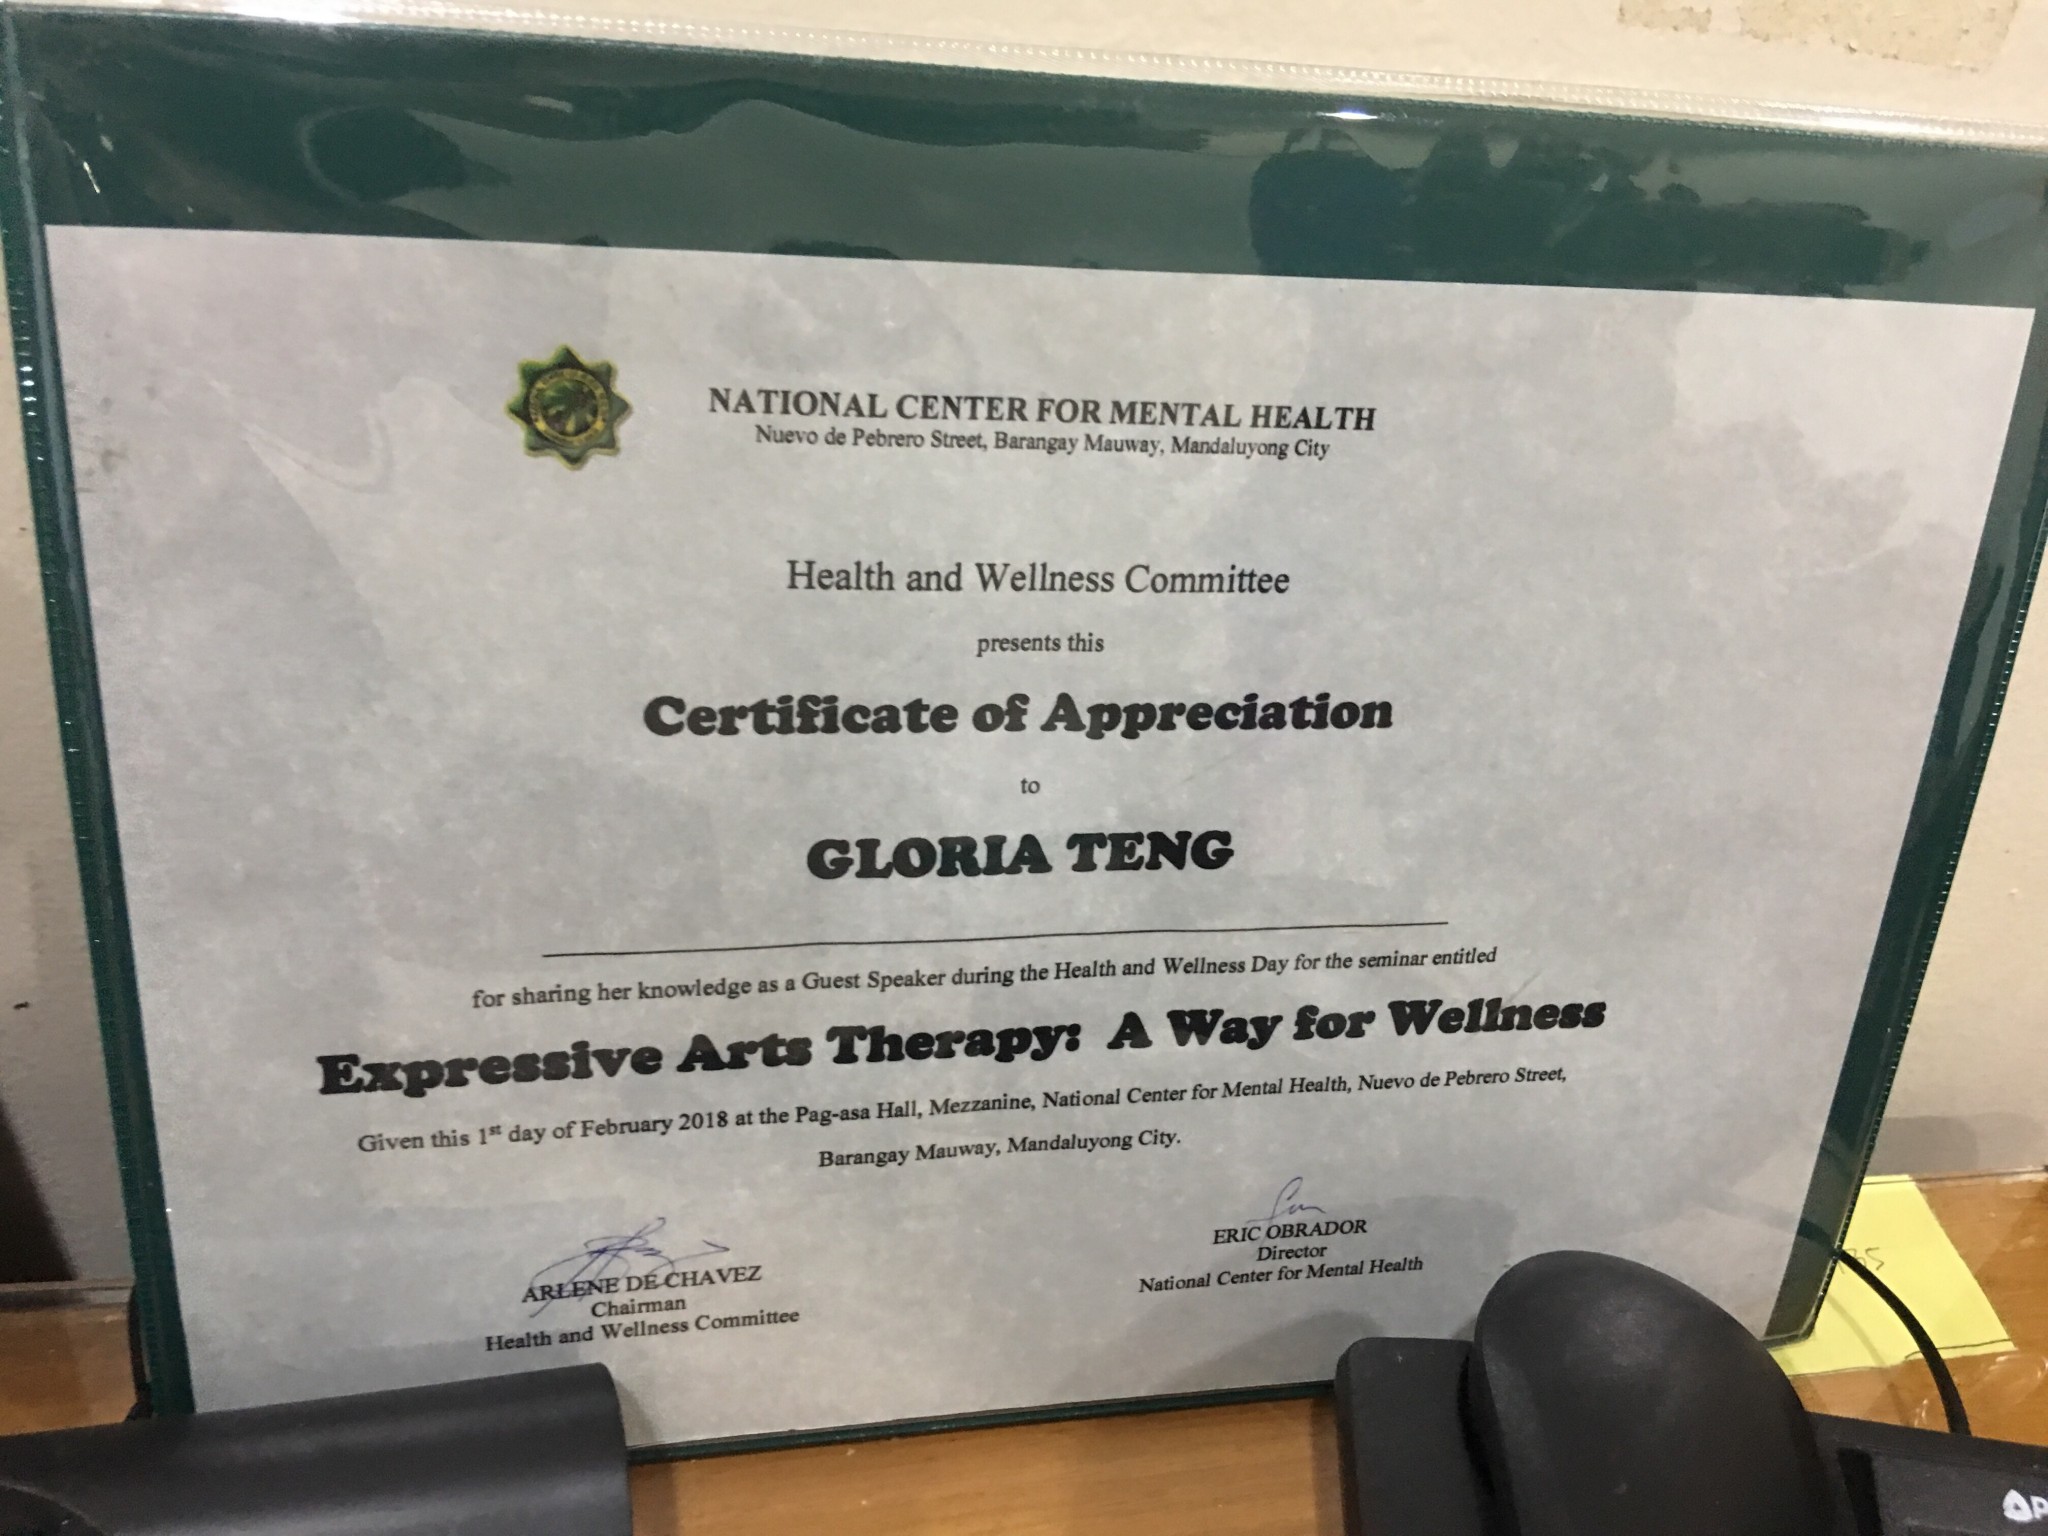 NATIONAL CENTER FOR MENTAL HEALTH
Nuevo de Pebrero Street, Barangay Mauway, Mandaluyong City
Health and Wellness Committee
presents this
Certificate of Appreciation
to
GLORIA TENG
for sharing her knowledge as a Guest Speaker during the Health and Wellness Day for the seminar entitled
Expressive Arts Therapy: A Way for Wellness
Given this 1st day of February 2018 at the Pag-asa Hall, Mezzanine, National Center for Mental Health, Nuevo de Pebrero Street,
Barangay Mauway, Mandaluyong City.
ARLENE DE CHAVEZ
Chairman
Health and Wellness Committee
ERIC OBRADOR
Director
National Center for Mental Health